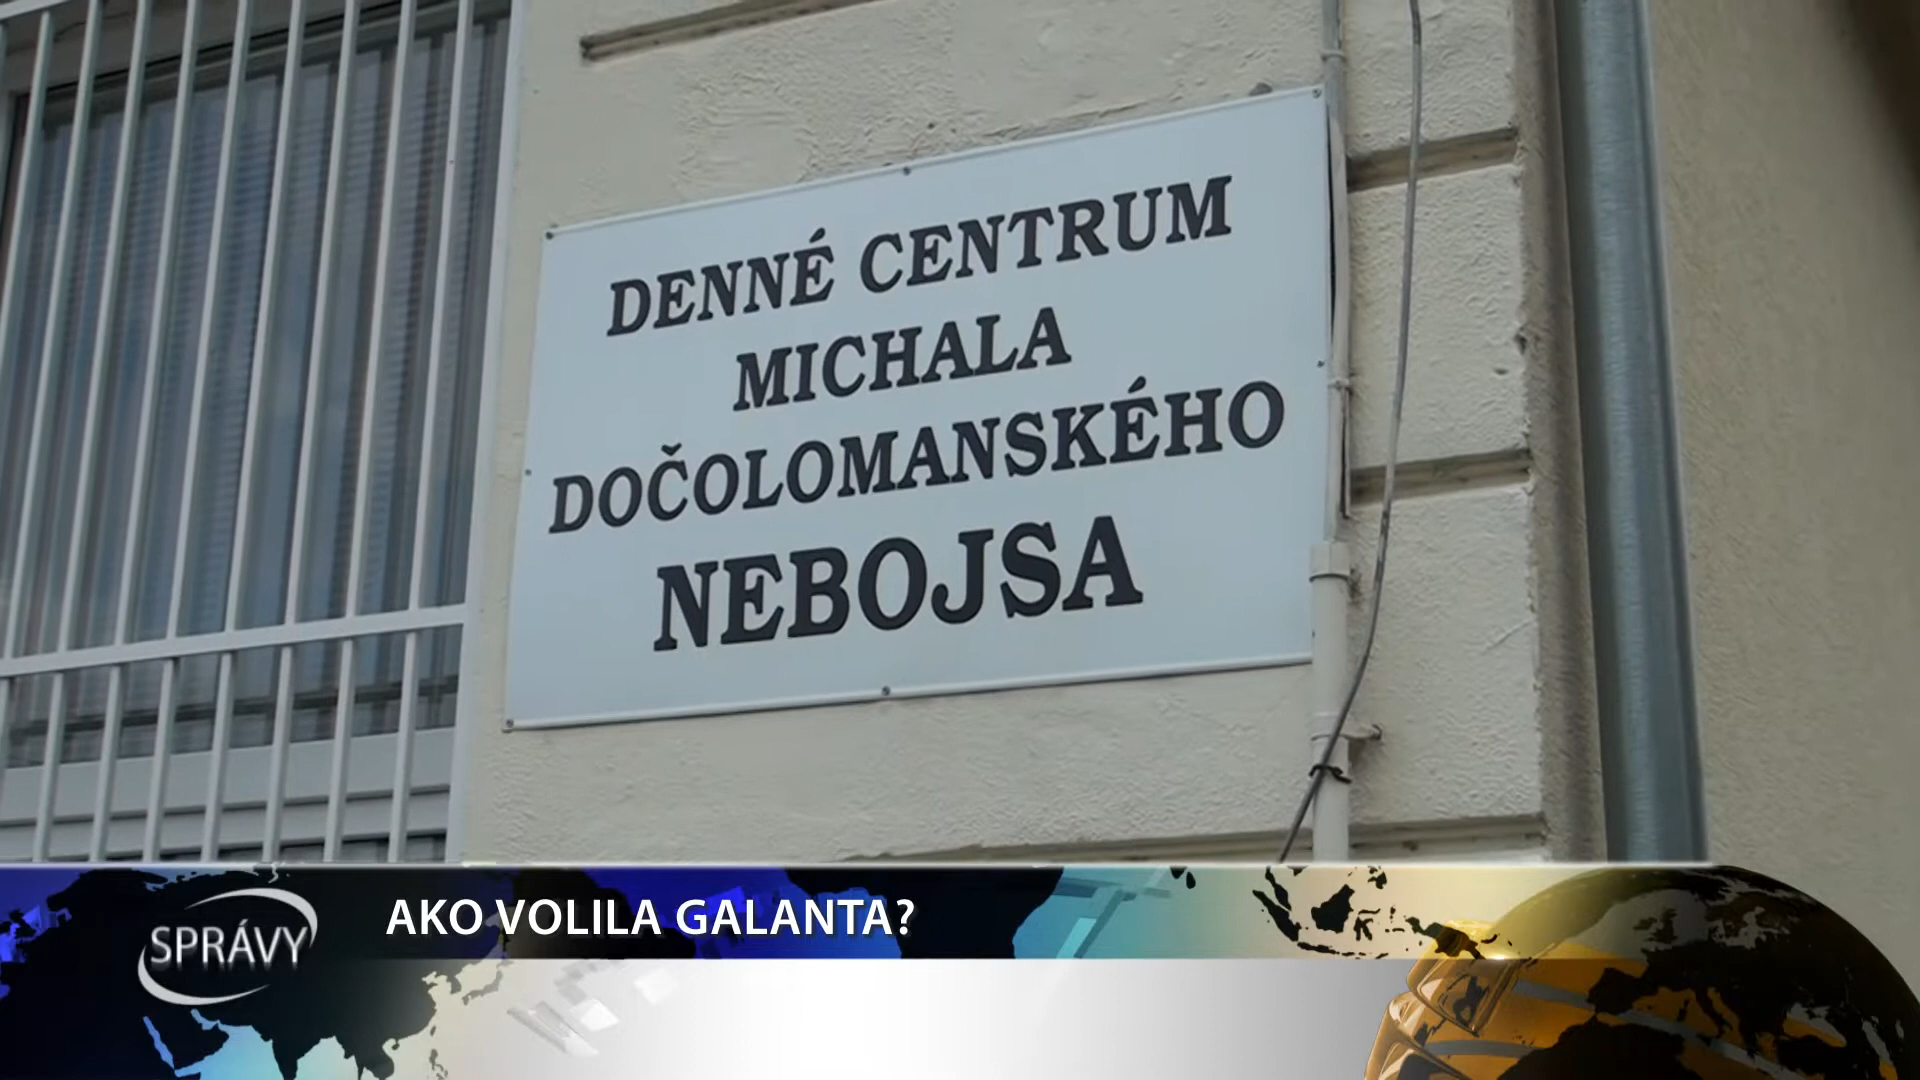 DENNÉ CENTRUM
MICHALA
DOČOLOMANSKÉHO
NEBOJSA
SPRÁVY
AKO VOLILA GALANTA?